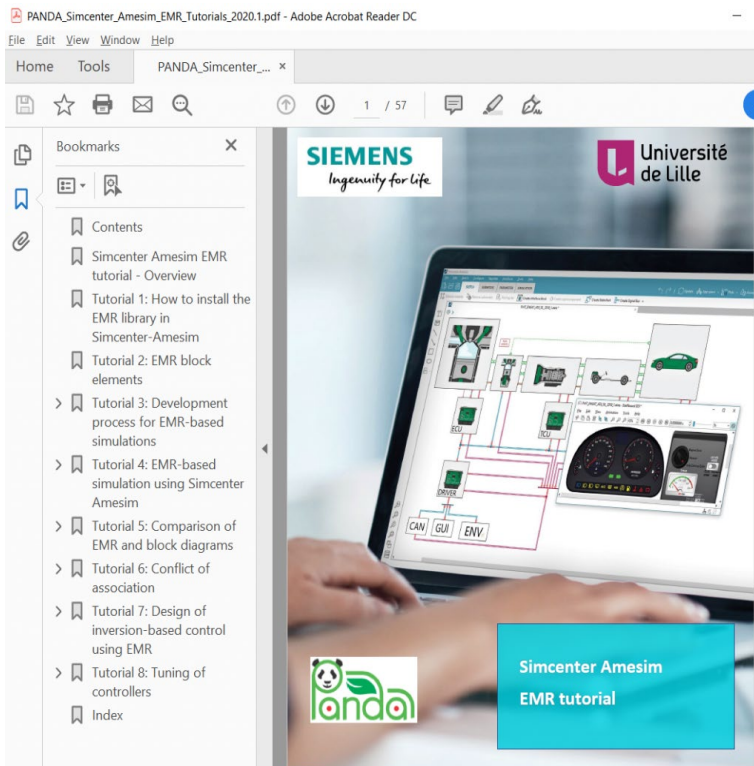 PANDA_Simcenter_Amesim_EMR_Tutorials_2020.1.pdf - Adobe Acrobat Reader DC
File Edit View Window Help
Home Tools PANDA_Simcenter_... ×
1 / 57
Bookmarks
Contents
Simcenter Amesim EMR
tutorial - Overview
Tutorial 1: How to install the
EMR library in
Simcenter-Amesim
Tutorial 2: EMR block
elements
Tutorial 3: Development
process for EMR-based
simulations
Tutorial 4: EMR-based
simulation using Simcenter
Amesim
Tutorial 5: Comparison of
EMR and block diagrams
Tutorial 6: Conflict of
association
Tutorial 7: Design of
inversion-based control
using EMR
Tutorial 8: Tuning of
controllers
Index
SIEMENS
Ingenuity for life
Université
de Lille
ECU
TCU
DRIVER
CAN GUI ENV
Panda
Simcenter Amesim
EMR tutorial